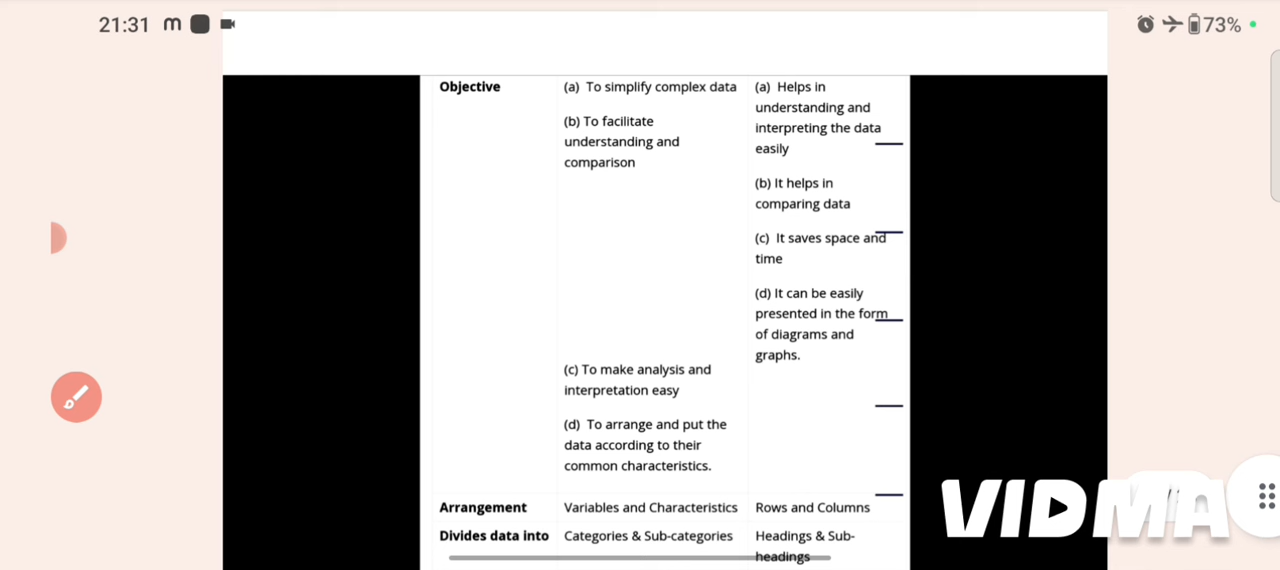 21:31 m 73%
Objective
(a) To simplify complex data
(b) To facilitate
understanding and
comparison
(c) To make analysis and
interpretation easy
(d) To arrange and put the
data according to their
common characteristics.
(a) Helps in
understanding and
interpreting the data
easily
(b) It helps in
comparing data
(c) It saves space and
time
(d) It can be easily
presented in the form
of diagrams and
graphs.
Arrangement Variables and Characteristics Rows and Columns
Divides data into Categories & Sub-categories Headings & Sub-
headings
VIDMA